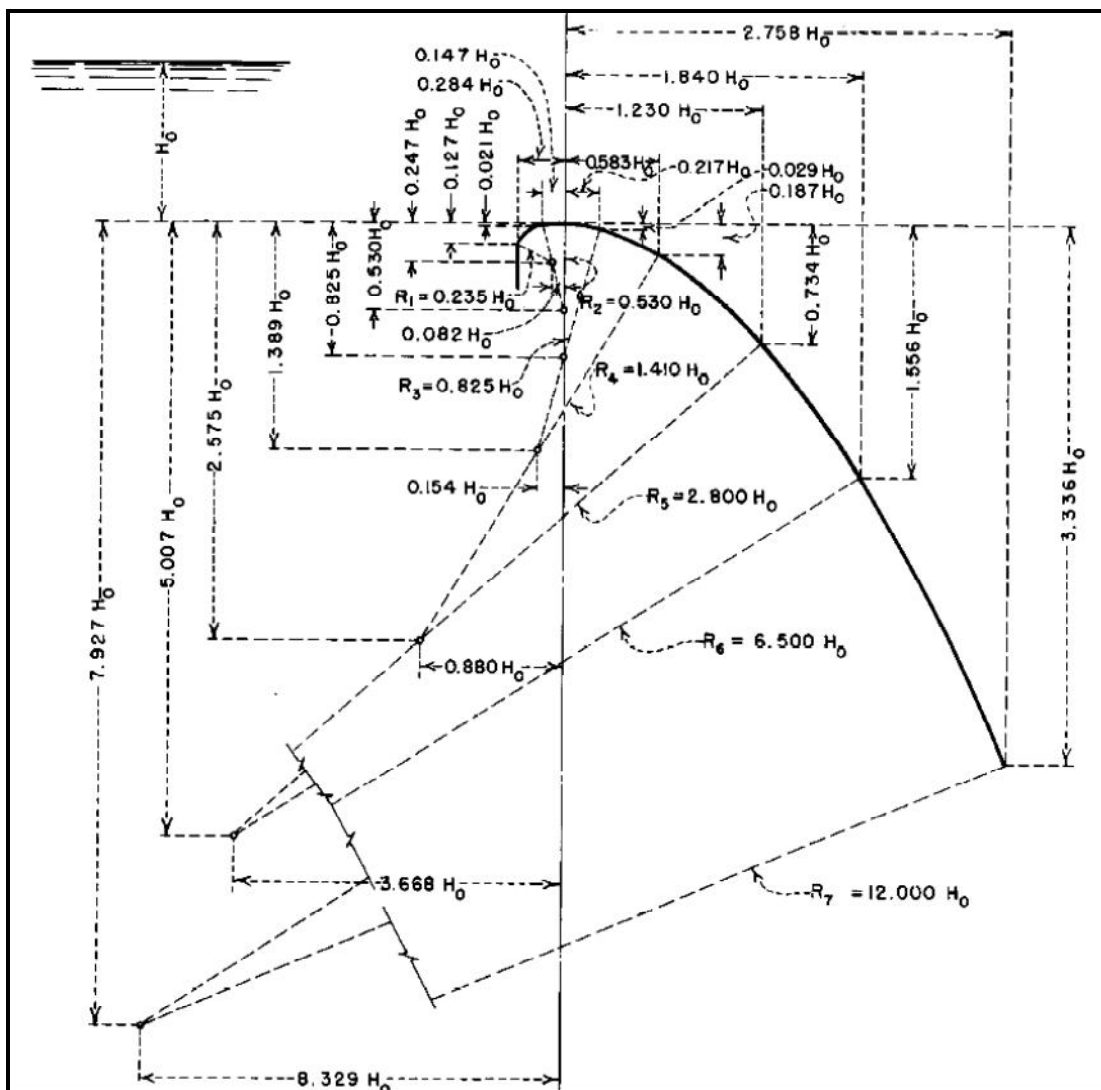 2.758 H₀
0.147 H₀
1.840 H₀
0.284 H₀
1.230 H₀
H₀
0.247 H₀
0.127 H₀
0.021 H₀
0.583 H₀
0.217 H₀
0.029 H₀
0.187 H₀
0.530 H₀
0.825 H₀
0.734 H₀
R₁ = 0.235 H₀
R₂ = 0.530 H₀
0.082 H₀
1.389 H₀
R₃ = 0.825 H₀
R₄ = 1.410 H₀
1.556 H₀
2.575 H₀
0.154 H₀
R₅ = 2.800 H₀
3.336 H₀
5.007 H₀
7.927 H₀
0.880 H₀
R₆ = 6.500 H₀
3.668 H₀
R₇ = 12.000 H₀
8.329 H₀